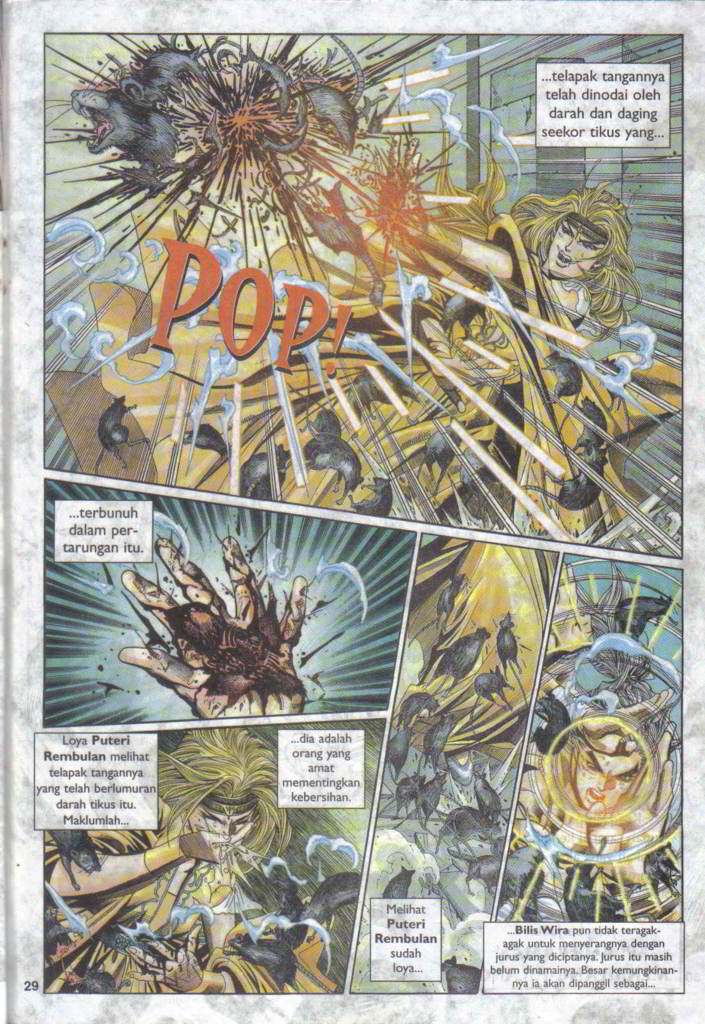 ...telapak tangannya
telah dinodai oleh
darah dan daging
seekor tikus yang...
POP!
...terbunuh
dalam per-
tarungan itu.
Loya Puteri
Rembulan melihat
telapak tangannya
yang telah berlumuran
darah tikus itu.
Maklumlah...
...dia adalah
orang yang
amat
mementingkan
kebersihan.
Melihat
Puteri
Rembulan
sudah
loya...
...Bilis Wira pun tidak teragak-
agak untuk menyerangnya dengan
jurus yang diciptanya. Jurus itu masih
belum dinamainya. Besar kemungkinan-
nya ia akan dipanggil sebagai...
29